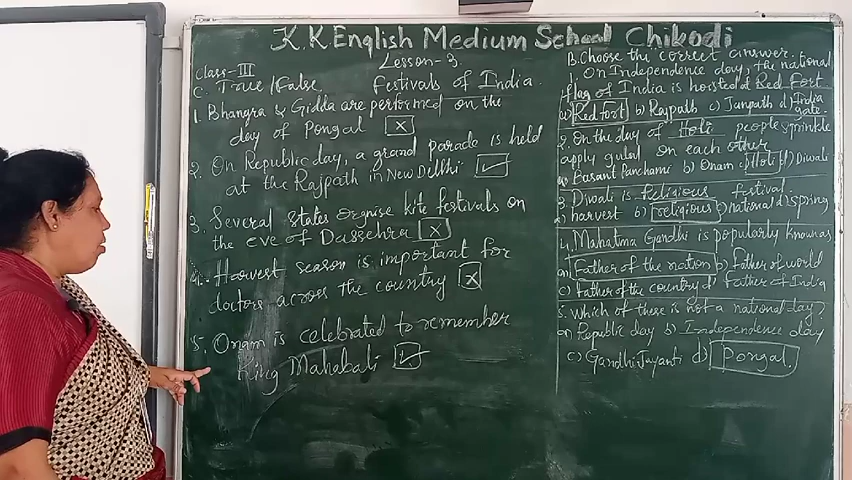 K.K English Medium School Chikodi
Class-III
Lesson-3
C. True/False
Festivals of India
1. Bhangra & Gidda are performed on the
day of Pongal x
2. On Republic day, a grand parade is held
at the Rajpath in New Delhi ✓
3. Several states orgnise kite festivals on
the eve of Dussehra x
4. Harvest season is important for
doctors across the country x
5. Onam is celebrated to remember
King Mahabali ✓
B. Choose the correct answer.
1. On Independence day, the national
flag of India is hoisted at Red fort
a) Red fort b) Rajpath c) Janpath d) India
gate
2. On the day of Holi people sprinkle
apply gulal on each other
a) Basant Panchami b) Onam c) Holi d) Diwali
3. Diwali is religious festival.
a) harvest b) religious c) national d) spring
4. Mahatma Gandhi is popularly known as
a) Father of the nation b) father of world
c) father of the country d) father of India
5. Which of these is not a national day?
a) Republic day b) Independence day
c) Gandhi Jayanti d) Pongal.